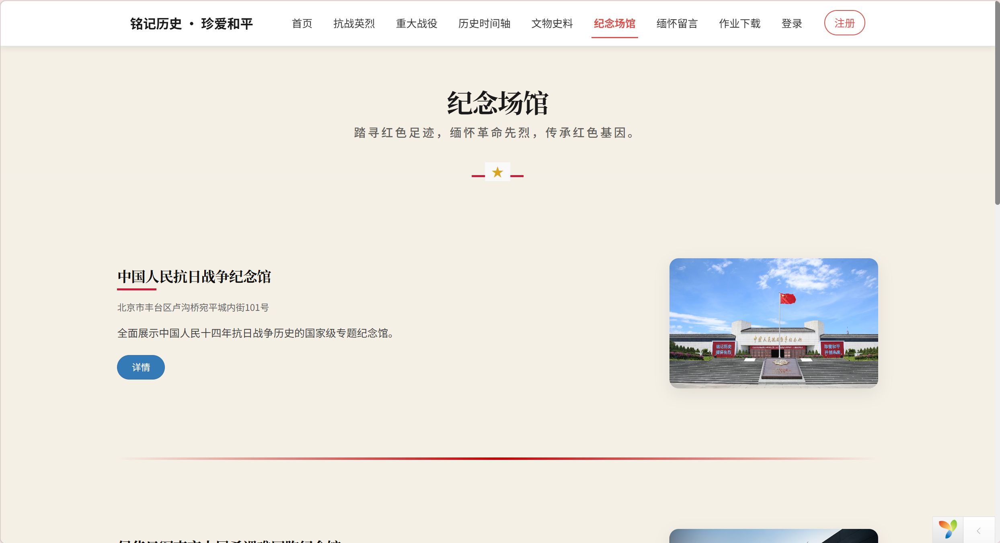 铭记历史 · 珍爱和平
首页 抗战英烈 重大战役 历史时间轴 文物史料 纪念场馆 缅怀留言 作业下载 登录 注册
纪念场馆
踏寻红色足迹，缅怀革命先烈，传承红色基因。
中国人民抗日战争纪念馆
北京市丰台区卢沟桥宛平城内街101号
全面展示中国人民十四年抗日战争历史的国家级专题纪念馆。
详情
中国人民抗日战争纪念馆
铭记历史
缅怀先烈
珍爱和平
开创未来